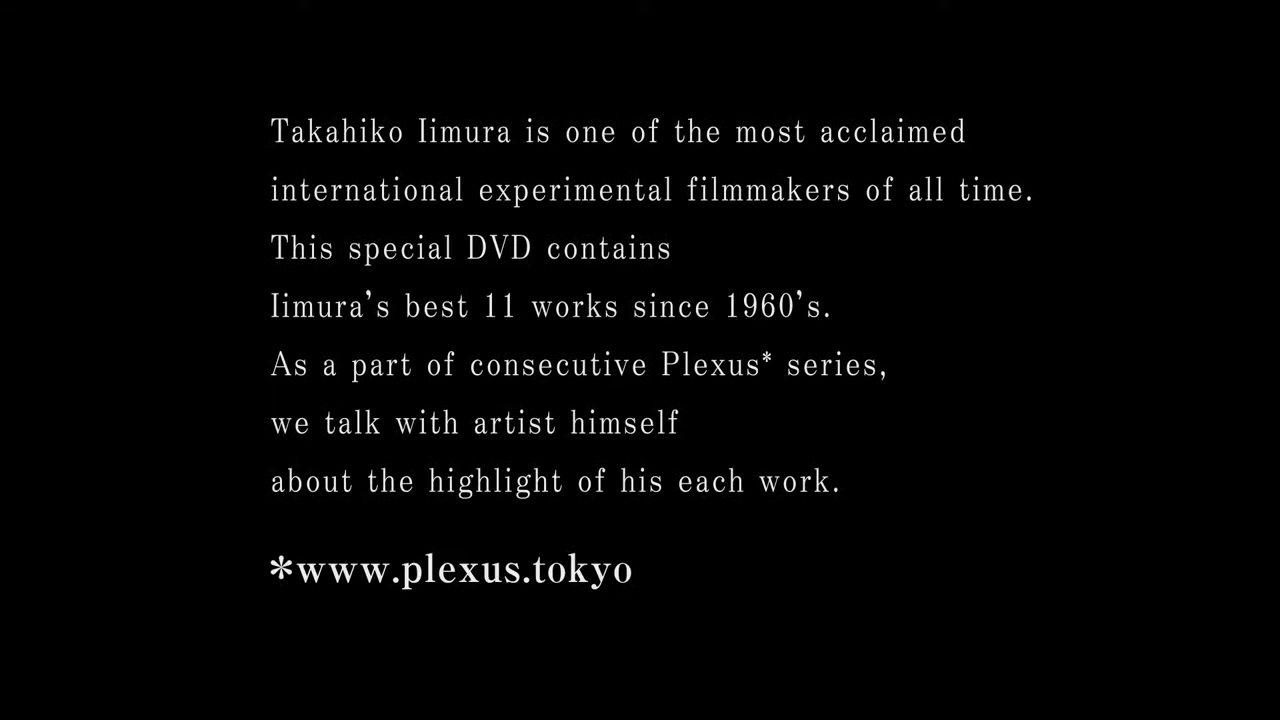 Takahiko Iimura is one of the most acclaimed
international experimental filmmakers of all time.
This special DVD contains
Iimura’s best 11 works since 1960’s.
As a part of consecutive Plexus* series,
we talk with artist himself
about the highlight of his each work.
*www.plexus.tokyo